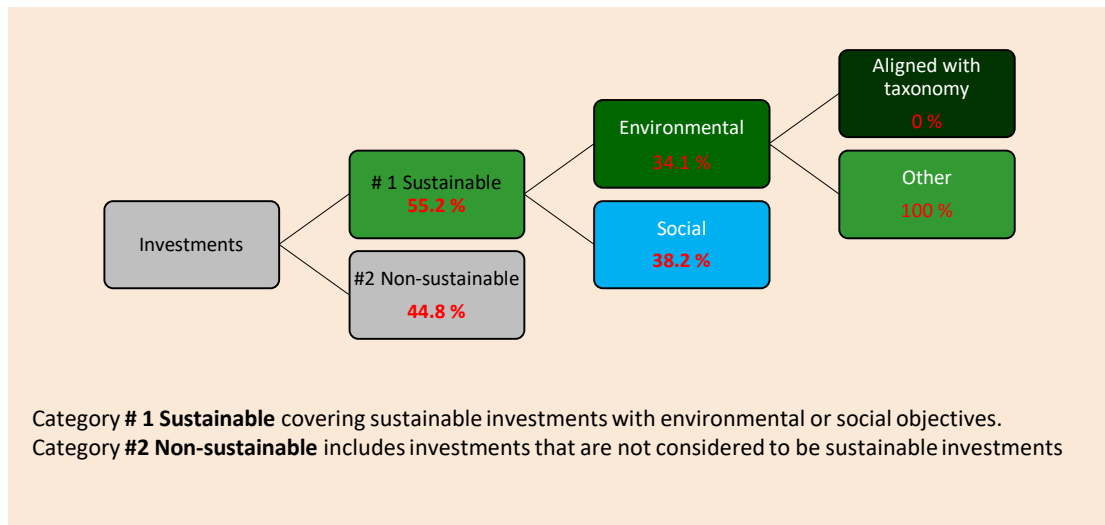 Investments
# 1 Sustainable
55.2 %
#2 Non-sustainable
44.8 %
Environmental
34.1 %
Social
38.2 %
Aligned with
taxonomy
0 %
Other
100 %
Category # 1 Sustainable covering sustainable investments with environmental or social objectives.
Category #2 Non-sustainable includes investments that are not considered to be sustainable investments